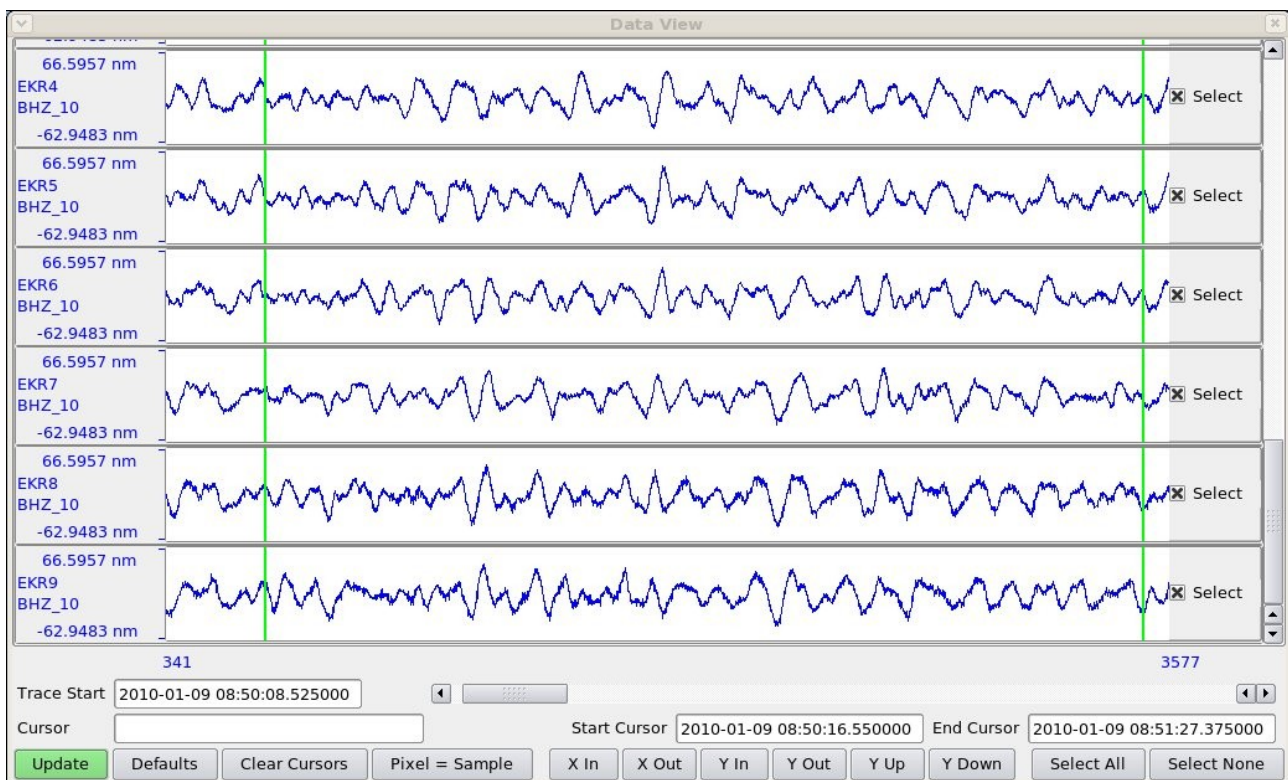 Data View
66.5957 nm
EKR4
BHZ_10
-62.9483 nm
Select
66.5957 nm
EKR5
BHZ_10
-62.9483 nm
Select
66.5957 nm
EKR6
BHZ_10
-62.9483 nm
Select
66.5957 nm
EKR7
BHZ_10
-62.9483 nm
Select
66.5957 nm
EKR8
BHZ_10
-62.9483 nm
Select
66.5957 nm
EKR9
BHZ_10
-62.9483 nm
Select
341 3577
Trace Start 2010-01-09 08:50:08.525000
Cursor Start Cursor 2010-01-09 08:50:16.550000 End Cursor 2010-01-09 08:51:27.375000
Update Defaults Clear Cursors Pixel = Sample X In X Out Y In Y Out Y Up Y Down Select All Select None